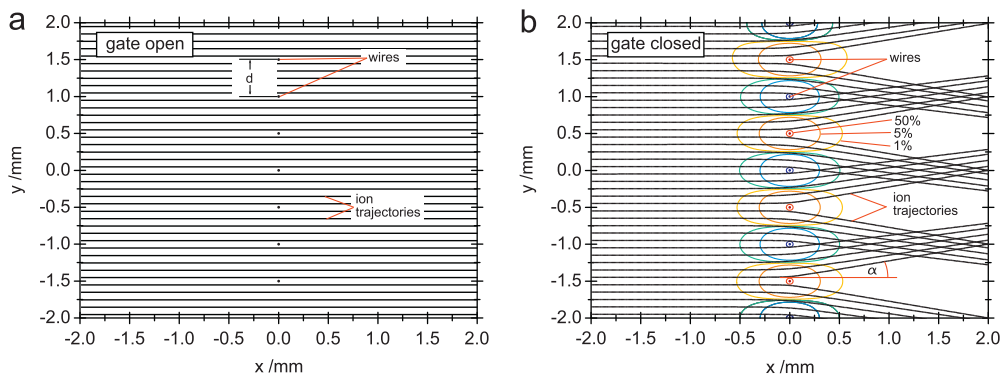 a
gate open
wires
d
ion
trajectories
2.0
1.5
1.0
0.5
0.0
-0.5
-1.0
-1.5
-2.0
y /mm
-2.0 -1.5 -1.0 -0.5 0.0 0.5 1.0 1.5 2.0
x /mm
b
gate closed
wires
50%
5%
1%
ion
trajectories
α
2.0
1.5
1.0
0.5
0.0
-0.5
-1.0
-1.5
-2.0
y /mm
-2.0 -1.5 -1.0 -0.5 0.0 0.5 1.0 1.5 2.0
x /mm